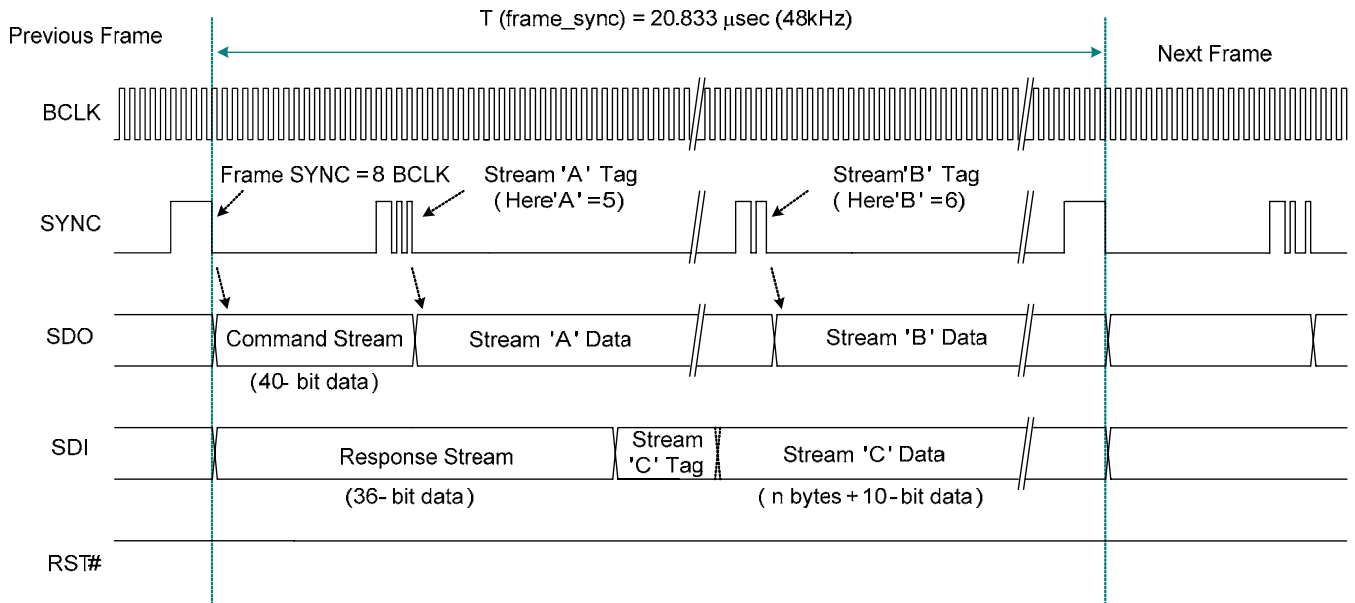 T (frame_sync) = 20.833 μsec (48kHz)
Previous Frame
Next Frame
BCLK
Frame SYNC = 8 BCLK
Stream 'A' Tag
(Here 'A' = 5)
Stream 'B' Tag
(Here 'B' = 6)
SYNC
SDO
Command Stream
Stream 'A' Data
Stream 'B' Data
(40- bit data)
SDI
Response Stream
Stream
'C' Tag
Stream 'C' Data
(36- bit data)
(n bytes + 10- bit data)
RST#